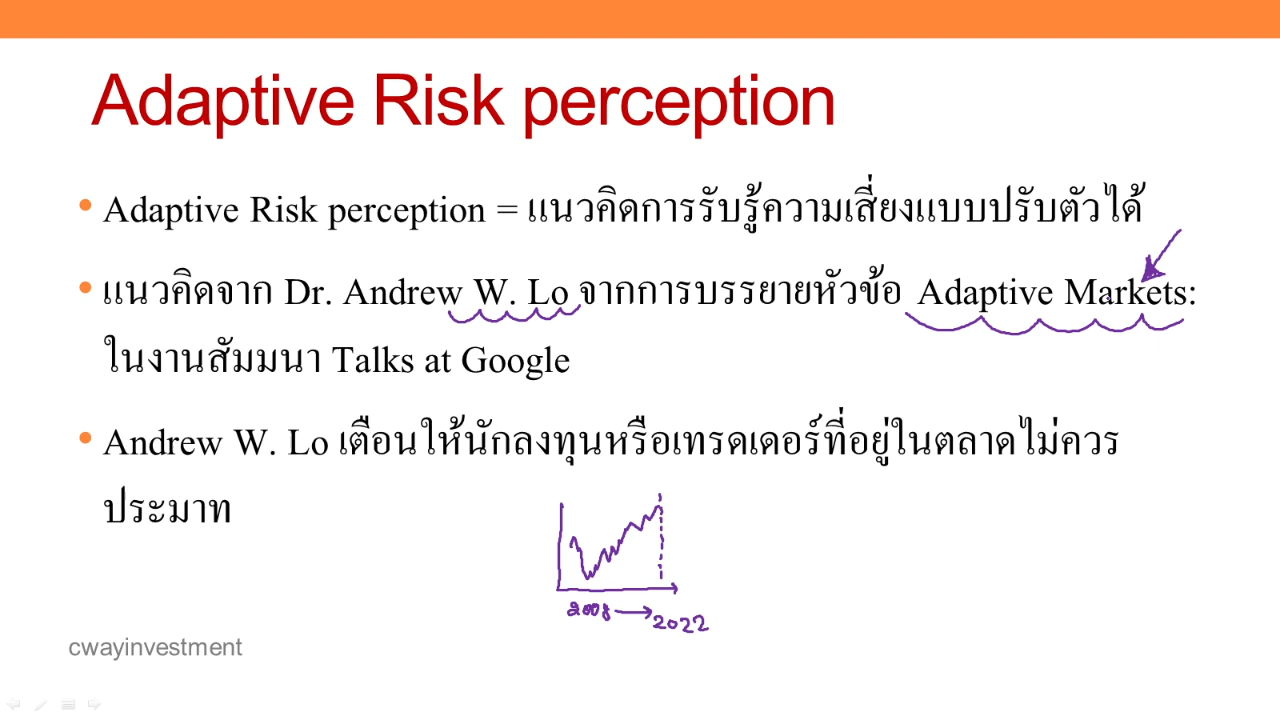 Adaptive Risk perception
• Adaptive Risk perception = แนวคิดการรับรู้ความเสี่ยงแบบปรับตัวได้
• แนวคิดจาก Dr. Andrew W. Lo จากการบรรยายหัวข้อ Adaptive Markets:
ในงานสัมมนา Talks at Google
• Andrew W. Lo เตือนให้นักลงทุนหรือเทรดเดอร์ที่อยู่ในตลาดไม่ควร
ประมาท
2008 → 2022
cwayinvestment